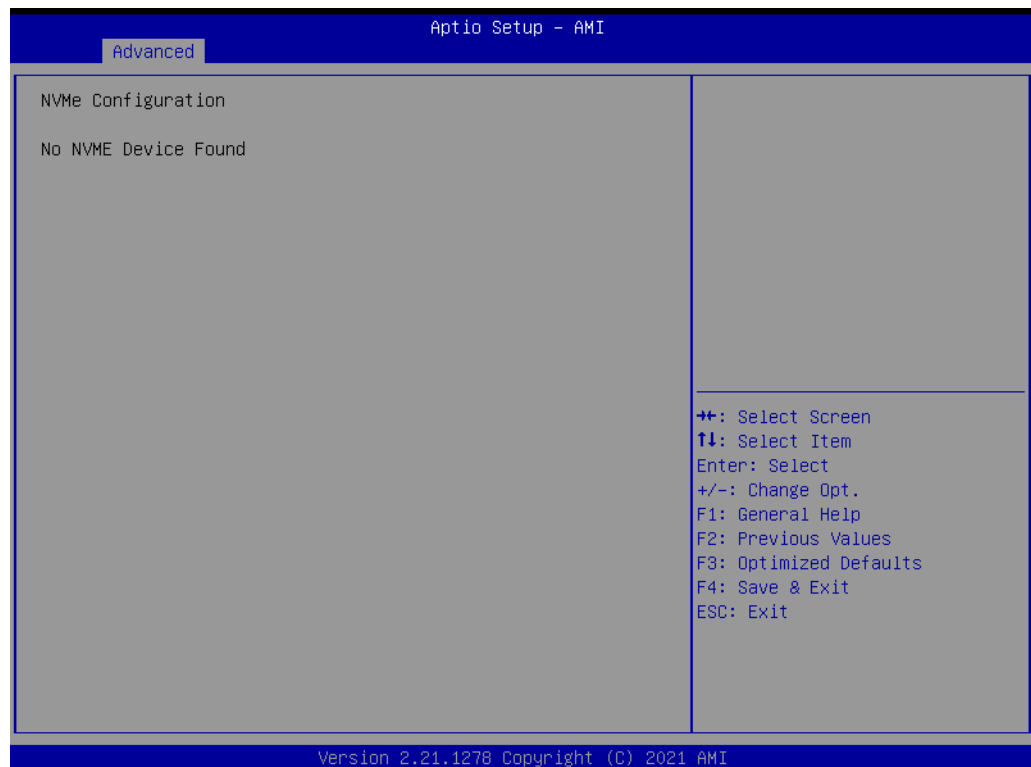 Aptio Setup – AMI
Advanced
NVMe Configuration
No NVME Device Found
→←: Select Screen
↑↓: Select Item
Enter: Select
+/-: Change Opt.
F1: General Help
F2: Previous Values
F3: Optimized Defaults
F4: Save & Exit
ESC: Exit
Version 2.21.1278 Copyright (C) 2021 AMI